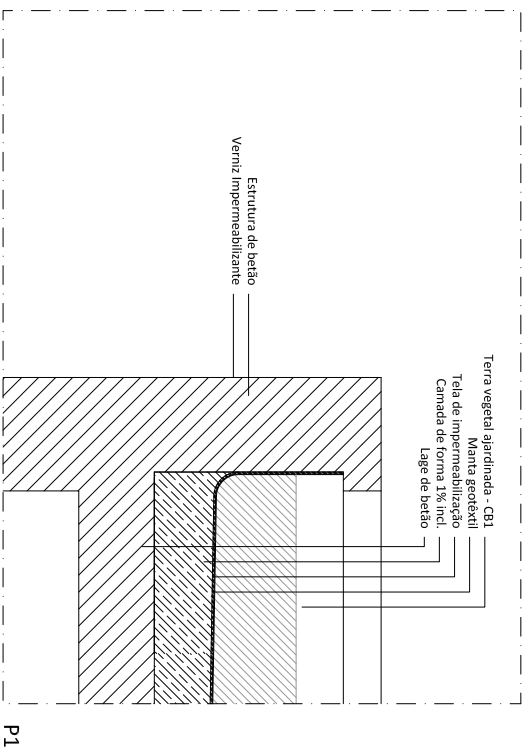 Terra vegetal ajardinada - CB1
Manta geotêxtil
Tela de impermeabilização
Camada de forma 1% incl.
Lage de betão
Estrutura de betão
Verniz Impermeabilizante
P1